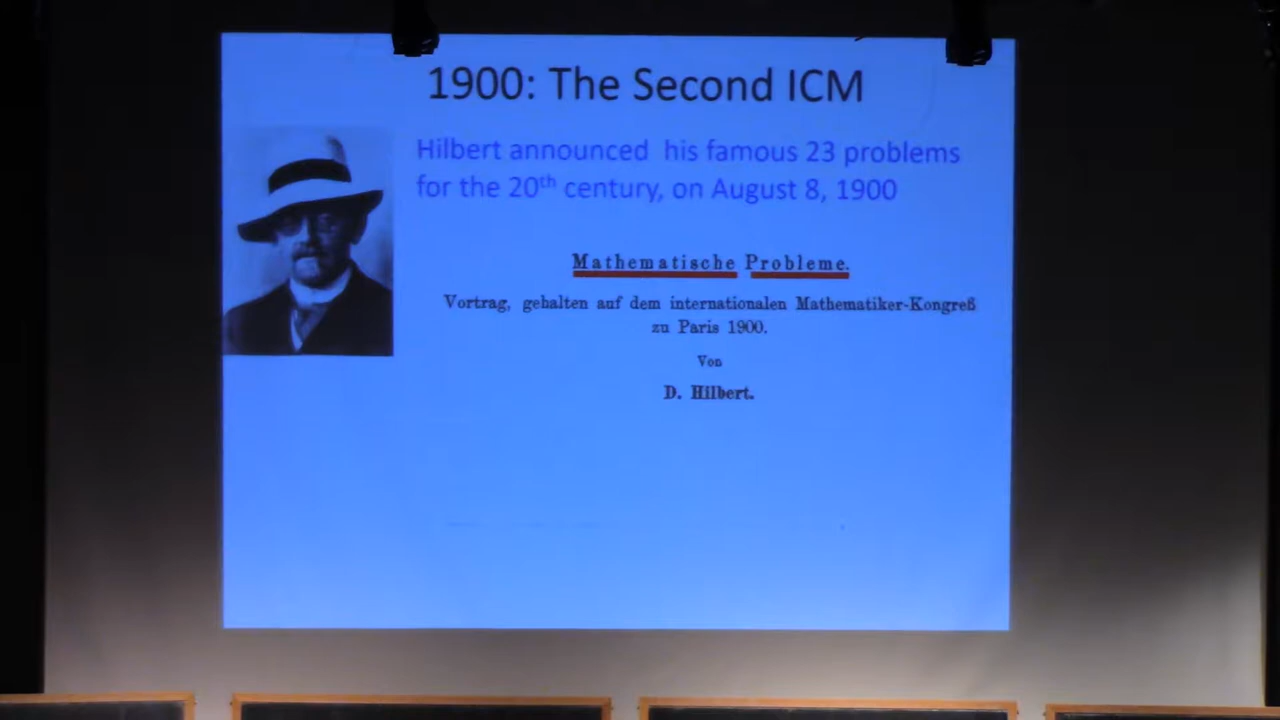 1900: The Second ICM
Hilbert announced his famous 23 problems
for the 20th century, on August 8, 1900
Mathematische Probleme.
Vortrag, gehalten auf dem internationalen Mathematiker-Kongreß
zu Paris 1900.
Von
D. Hilbert.